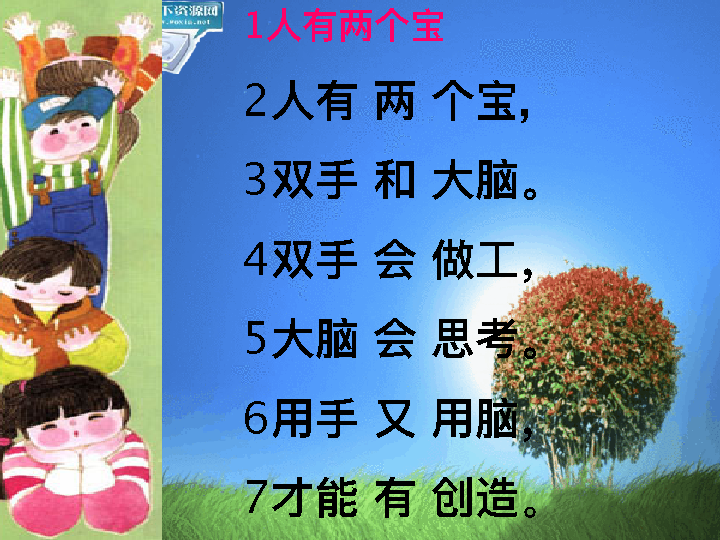 下资源网
www.woxia.net
1人有两个宝
2人有 两 个宝，
3双手 和 大脑。
4双手 会 做工，
5大脑 会 思考。
6用手 又 用脑，
7才能 有 创造。